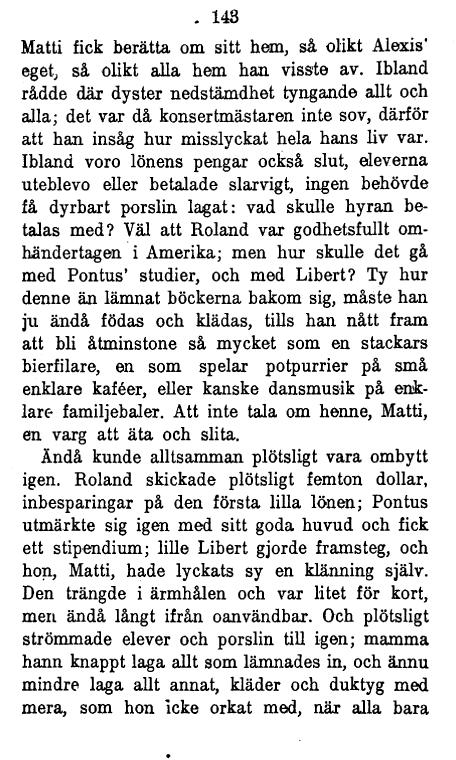 143
Matti fick berätta om sitt hem, så olikt Alexis'
eget, så olikt alla hem han visste av. Ibland
rådde där dyster nedstämdhet tyngande allt och
alla; det var då konsertmästaren inte sov, därför
att han insåg hur misslyckat hela hans liv var.
Ibland voro lönens pengar också slut, eleverna
uteblevo eller betalade slarvigt, ingen behövde
få dyrbart porslin lagat: vad skulle hyran be-
talas med? Väl att Roland var godhetsfullt om-
händertagen i Amerika; men hur skulle det gå
med Pontus' studier, och med Libert? Ty hur
denne än lämnat böckerna bakom sig, måste han
ju ändå födas och klädas, tills han nått fram
att bli åtminstone så mycket som en stackars
bierfilare, en som spelar potpurrier på små
enklare kaféer, eller kanske dansmusik på enk-
lare familjebaler. Att inte tala om henne, Matti,
en varg att äta och slita.
Ändå kunde alltsamman plötsligt vara ombytt
igen. Roland skickade plötsligt femton dollar,
inbesparingar på den första lilla lönen; Pontus
utmärkte sig igen med sitt goda huvud och fick
ett stipendium; lille Libert gjorde framsteg, och
hon, Matti, hade lyckats sy en klänning själv.
Den trängde i ärmhålen och var litet för kort,
men ändå långt ifrån oanvändbar. Och plötsligt
strömmade elever och porslin till igen; mamma
hann knappt laga allt som lämnades in, och ännu
mindre laga allt annat, kläder och duktyg med
mera, som hon icke orkat med, när alla bara